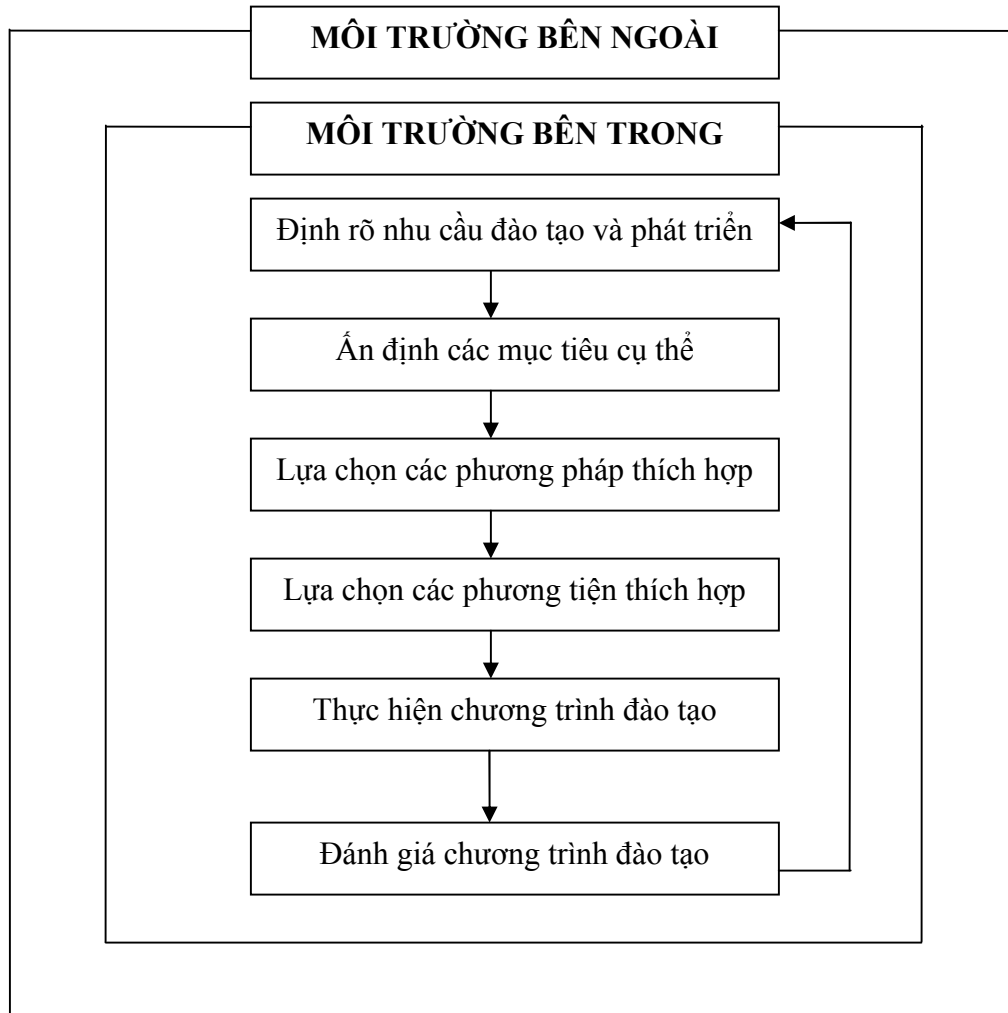 MÔI TRƯỜNG BÊN NGOÀI
MÔI TRƯỜNG BÊN TRONG
Định rõ nhu cầu đào tạo và phát triển
Ấn định các mục tiêu cụ thể
Lựa chọn các phương pháp thích hợp
Lựa chọn các phương tiện thích hợp
Thực hiện chương trình đào tạo
Đánh giá chương trình đào tạo